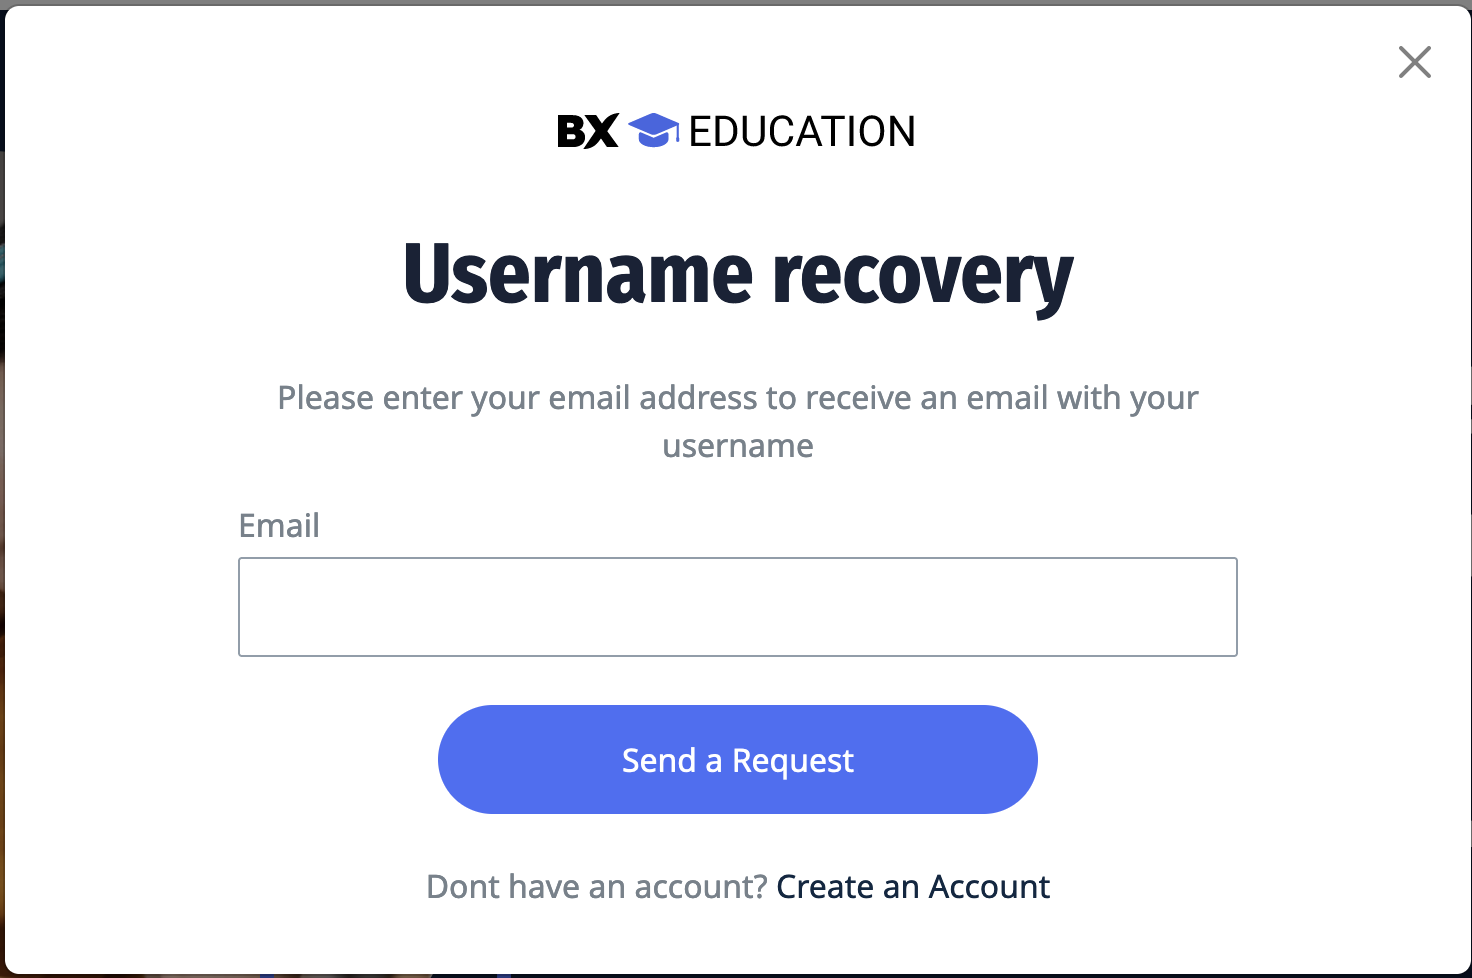 BX EDUCATION
Username recovery
Please enter your email address to receive an email with your
username
Email
Send a Request
Dont have an account? Create an Account